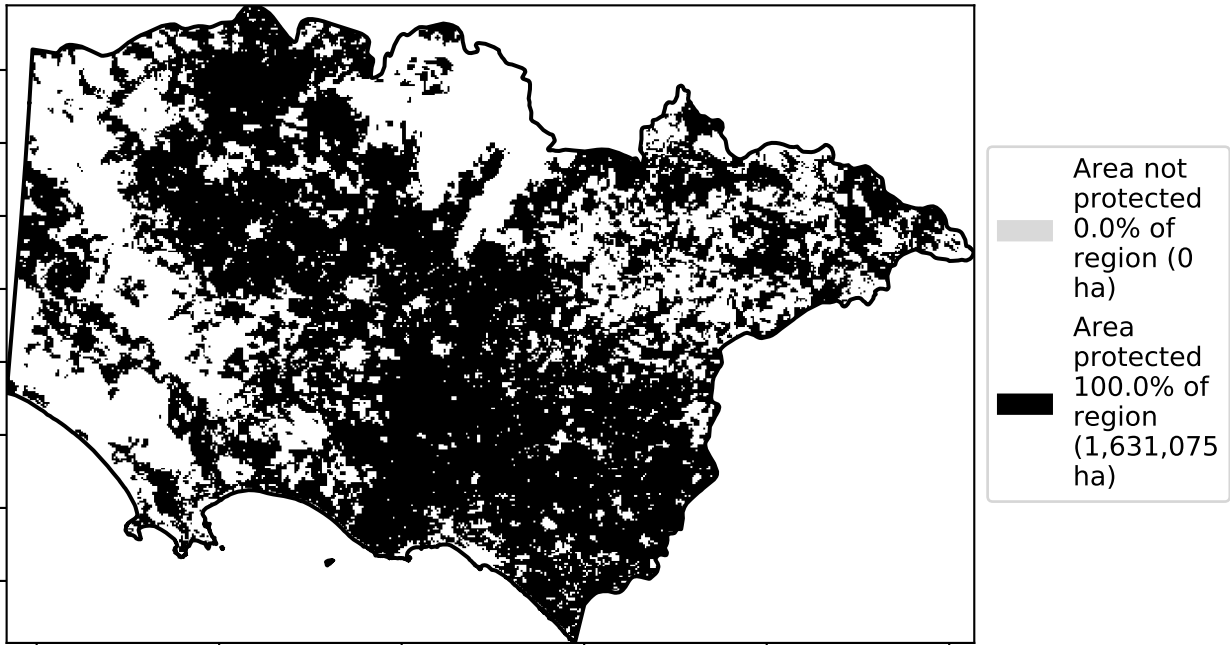 Area not
protected
0.0% of
region (0
ha)
Area
protected
100.0% of
region
(1,631,075
ha)